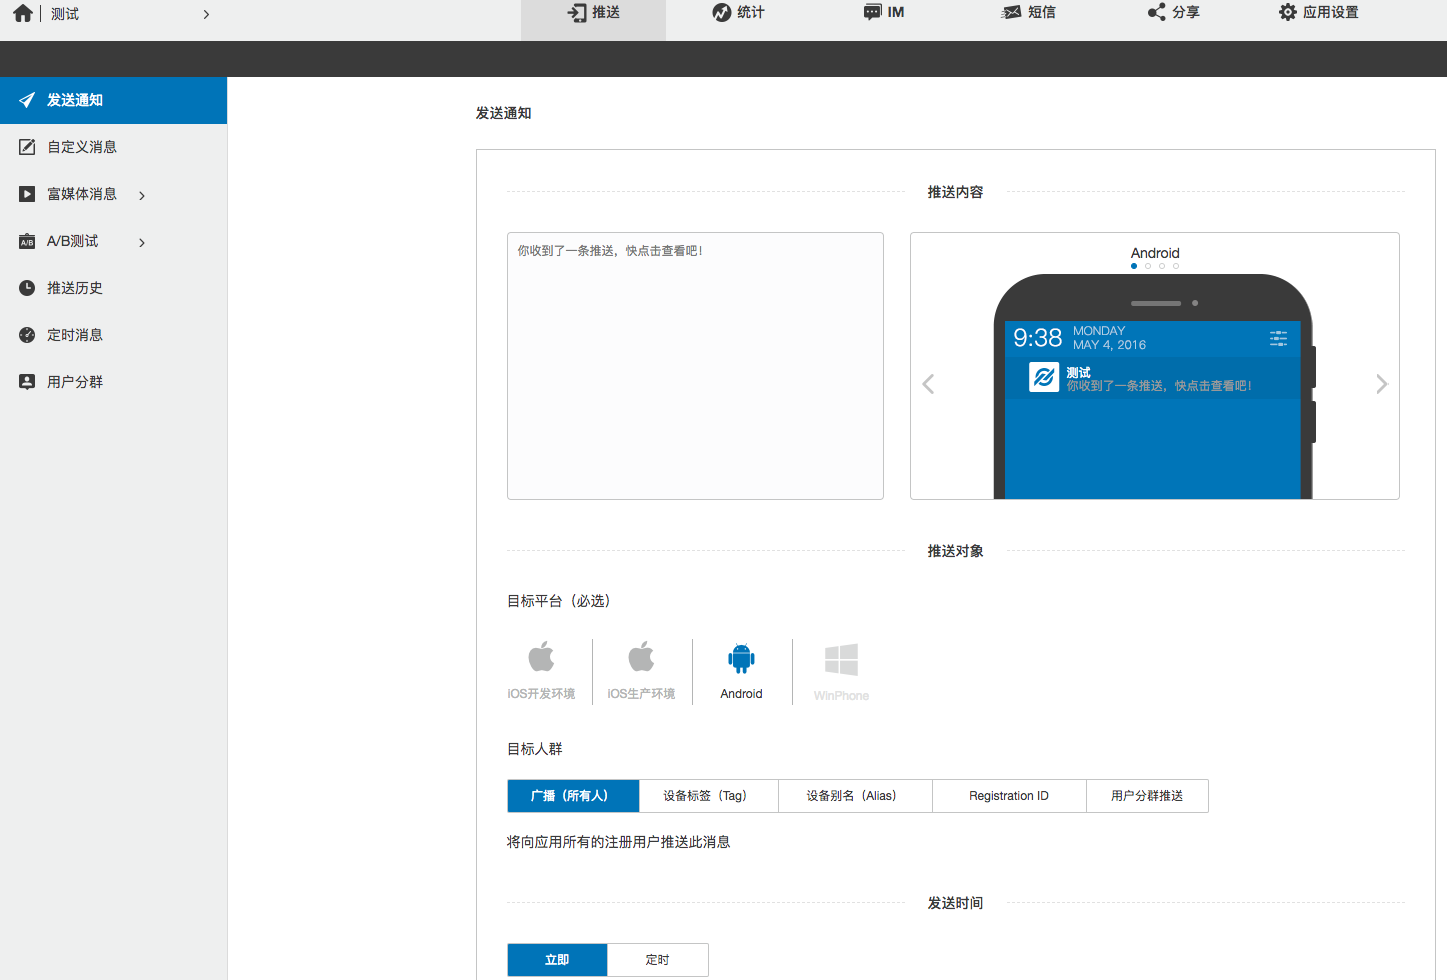 测试
推送
统计
IM
短信
分享
应用设置
发送通知
自定义消息
富媒体消息
A/B测试
推送历史
定时消息
用户分群
发送通知
推送内容
你收到了一条推送，快点击查看吧！
Android
9:38
MONDAY
MAY 4, 2016
测试
你收到了一条推送，快点击查看吧！
推送对象
目标平台（必选）
iOS开发环境
iOS生产环境
Android
WinPhone
目标人群
广播（所有人）
设备标签（Tag）
设备别名（Alias）
Registration ID
用户分群推送
将向应用所有的注册用户推送此消息
发送时间
立即
定时